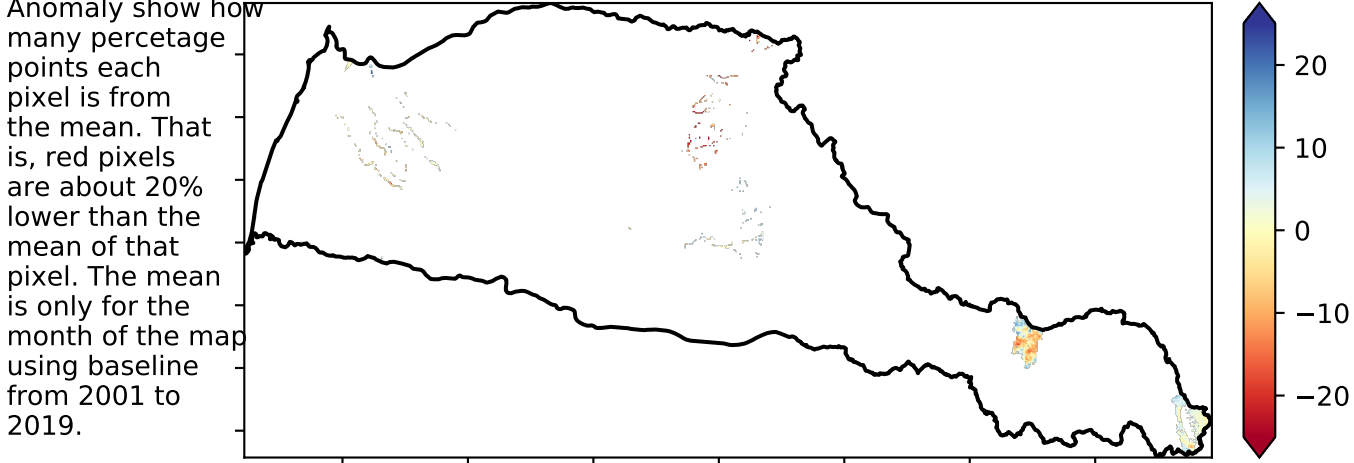 Anomaly show how
many percetage
points each
pixel is from
the mean. That
is, red pixels
are about 20%
lower than the
mean of that
pixel. The mean
is only for the
month of the map
using baseline
from 2001 to
2019.
20
10
0
−10
−20